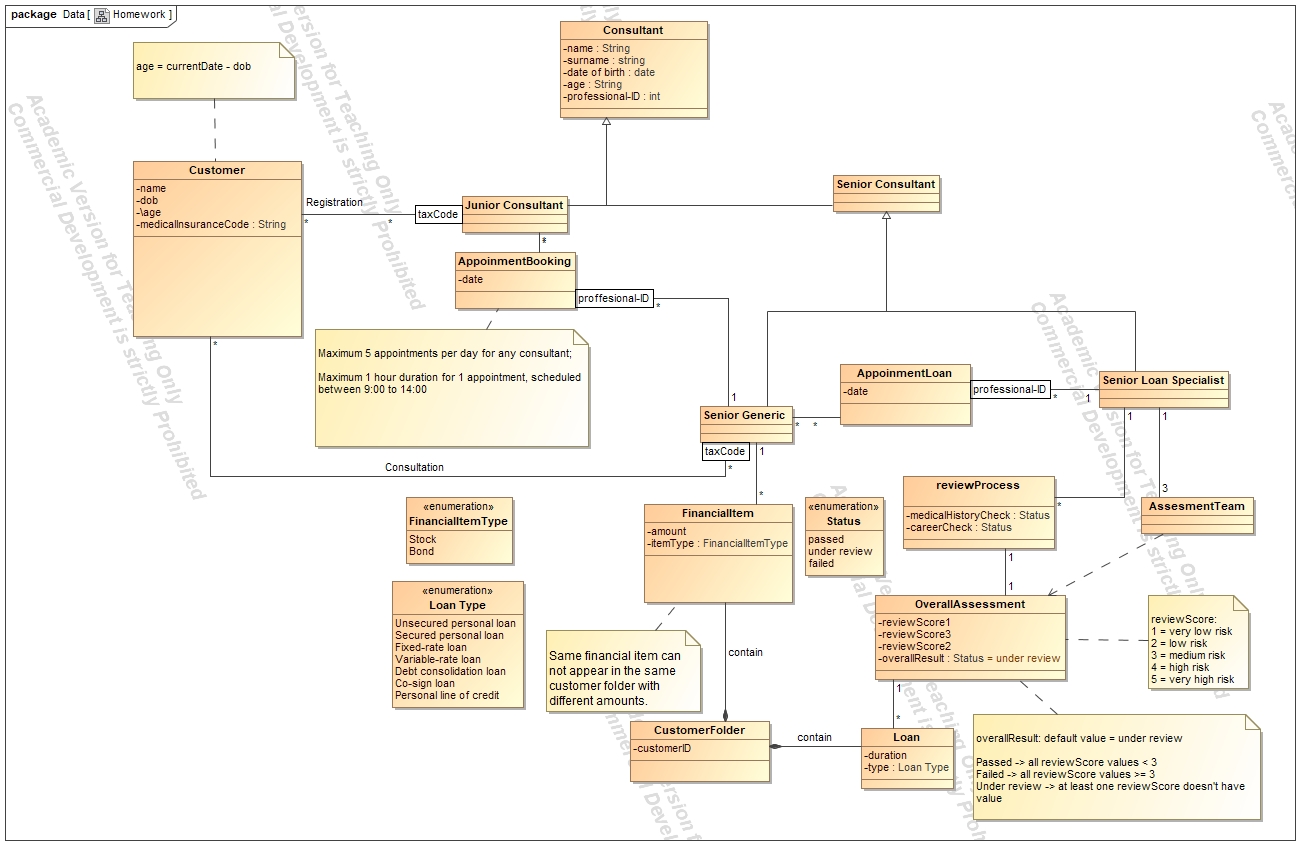 package Data[ Homework ]
age = currentDate - dob
Consultant
-name : String
-surname : string
-date of birth : date
-age : String
-professional-ID : int
Customer
-name
-dob
-\age
-medicalInsuranceCode : String
Registration
*
*
taxCode
Junior Consultant
*
Senior Consultant
AppoinmentBooking
-date
proffesional-ID
*
Maximum 5 appointments per day for any consultant;
Maximum 1 hour duration for 1 appointment, scheduled
between 9:00 to 14:00
1
Senior Generic
taxCode
*
*
*
AppoinmentLoan
-date
professional-ID
*
1
Senior Loan Specialist
1
1
*
Consultation
1
*
reviewProcess
-medicalHistoryCheck : Status
-careerCheck : Status
*
3
AssesmentTeam
«enumeration»
FinancialItemType
Stock
Bond
FinancialItem
-amount
-itemType : FinancialItemType
«enumeration»
Status
passed
under review
failed
1
1
«enumeration»
Loan Type
Unsecured personal loan
Secured personal loan
Fixed-rate loan
Variable-rate loan
Debt consolidation loan
Co-sign loan
Personal line of credit
OverallAssessment
-reviewScore1
-reviewScore3
-reviewScore2
-overallResult : Status = under review
reviewScore:
1 = very low risk
2 = low risk
3 = medium risk
4 = high risk
5 = very high risk
Same financial item can
not appear in the same
customer folder with
different amounts.
contain
1
*
CustomerFolder
-customerID
contain
Loan
-duration
-type : Loan Type
overallResult: default value = under review
Passed -> all reviewScore values < 3
Failed -> all reviewScore values >= 3
Under review -> at least one reviewScore doesn't have
value
Academic Version for Teaching Only
Commercial Development is strictly Prohibited